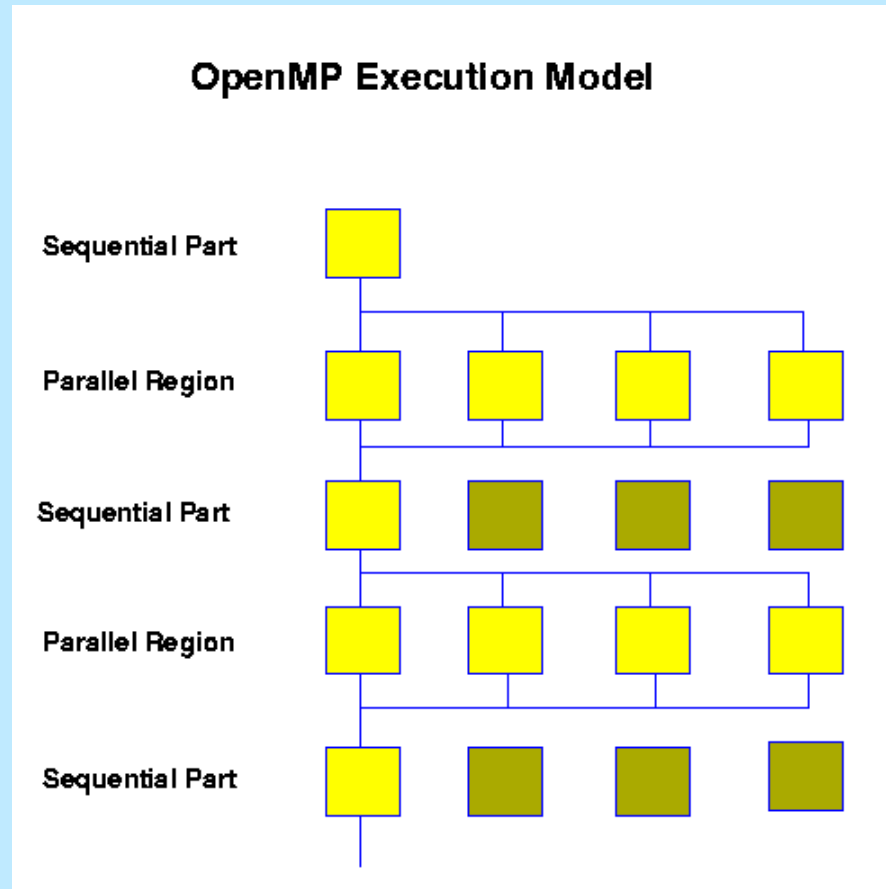 OpenMP Execution Model
Sequential Part
Parallel Region
Sequential Part
Parallel Region
Sequential Part